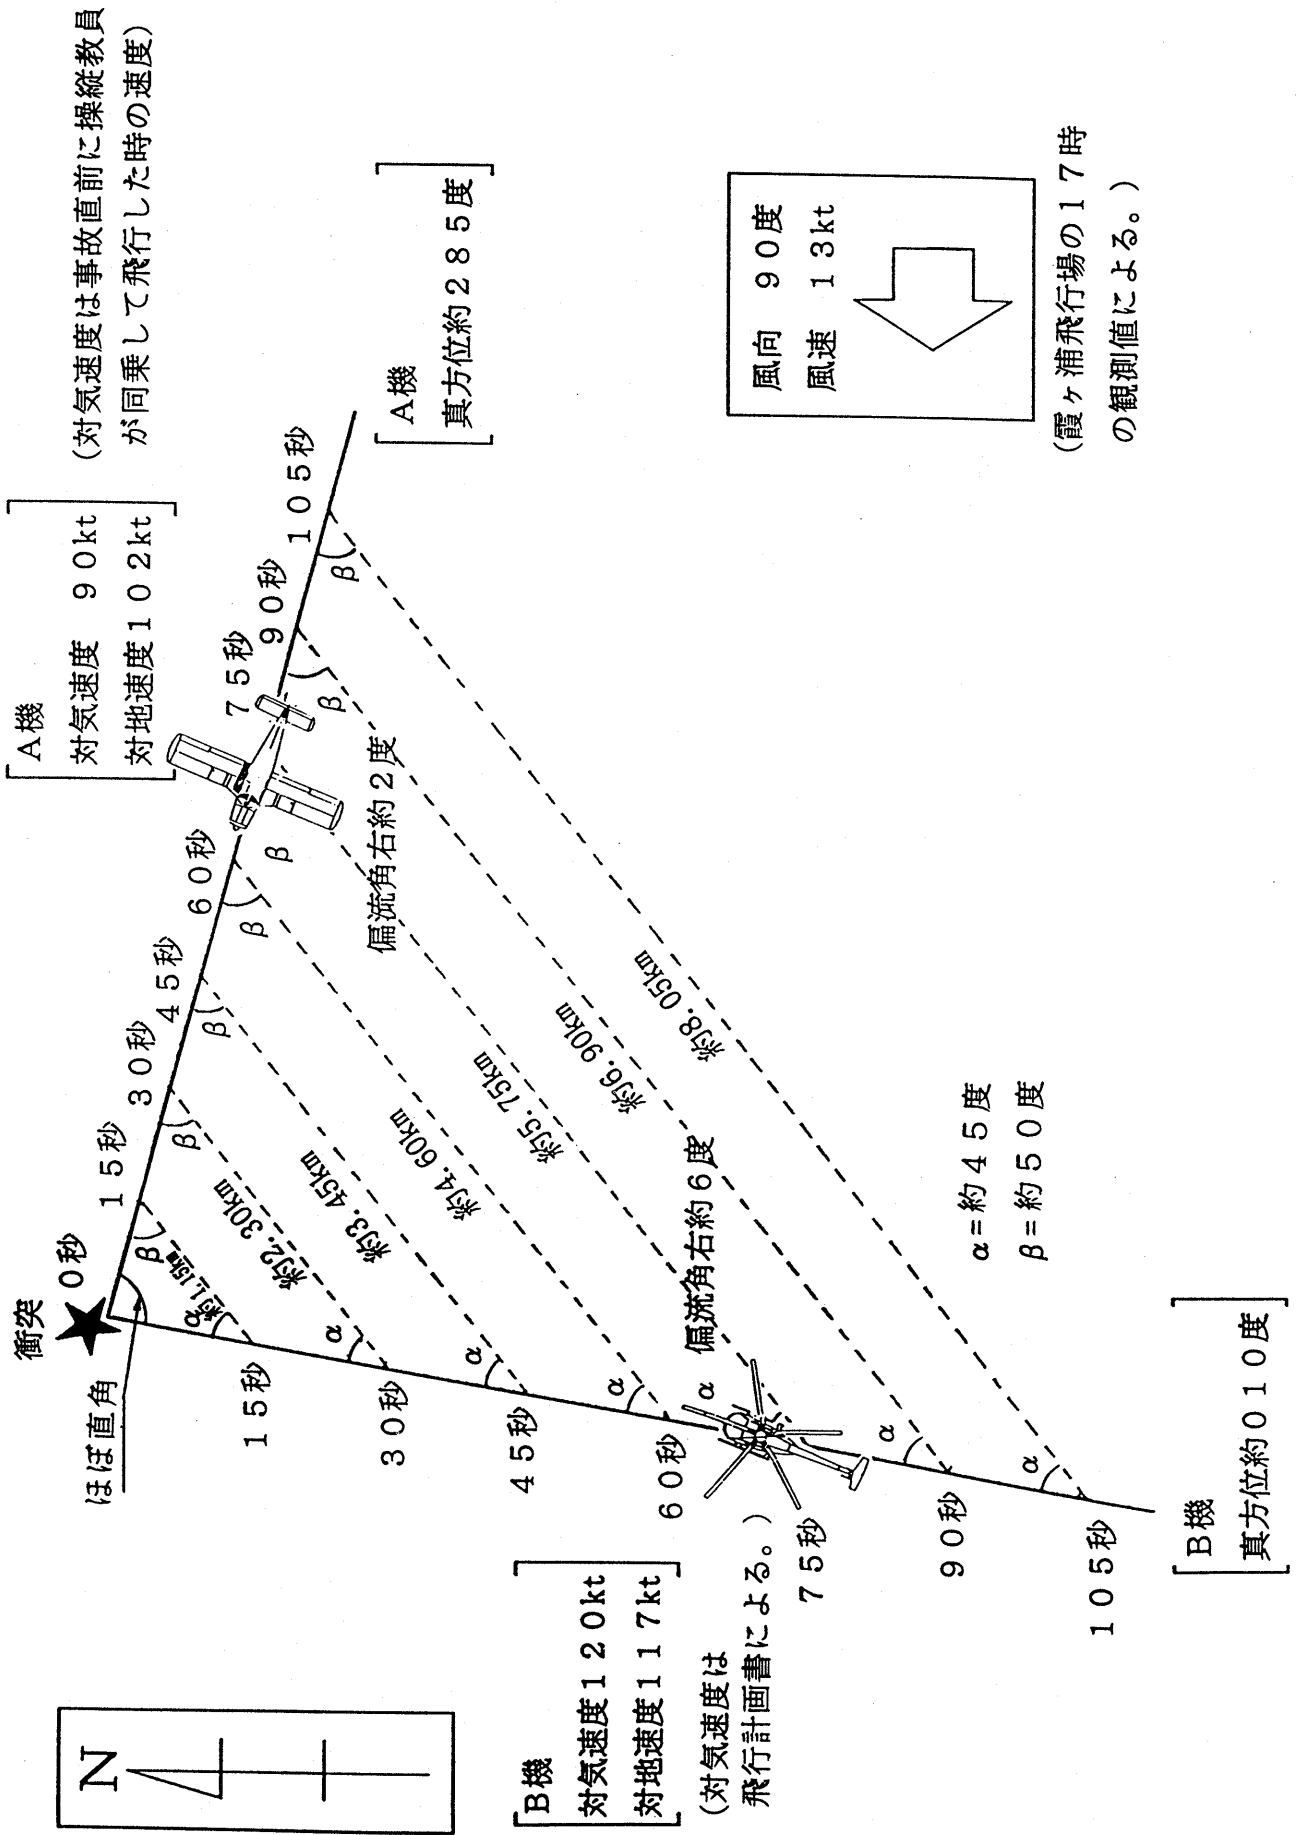 N
衝突
0秒
ほぼ直角
A機
対気速度 90kt
対地速度102kt
(対気速度は事故直前に操縦教員
が同乗して飛行した時の速度)
15秒
30秒
45秒
60秒
75秒
90秒
105秒
A機
真方位約285度
β
β
β
β
β
β
β
偏流角右約2度
約1.15km
約2.30km
約3.45km
約4.60km
約5.75km
約6.90km
約8.05km
α
α
α
α
α
α
α
偏流角右約6度
15秒
30秒
45秒
60秒
75秒
90秒
105秒
B機
対気速度120kt
対地速度117kt
(対気速度は
飛行計画書による。)
B機
真方位約010度
α=約45度
β=約50度
風向 90度
風速 13kt
(霞ヶ浦飛行場の17時
の観測値による。)